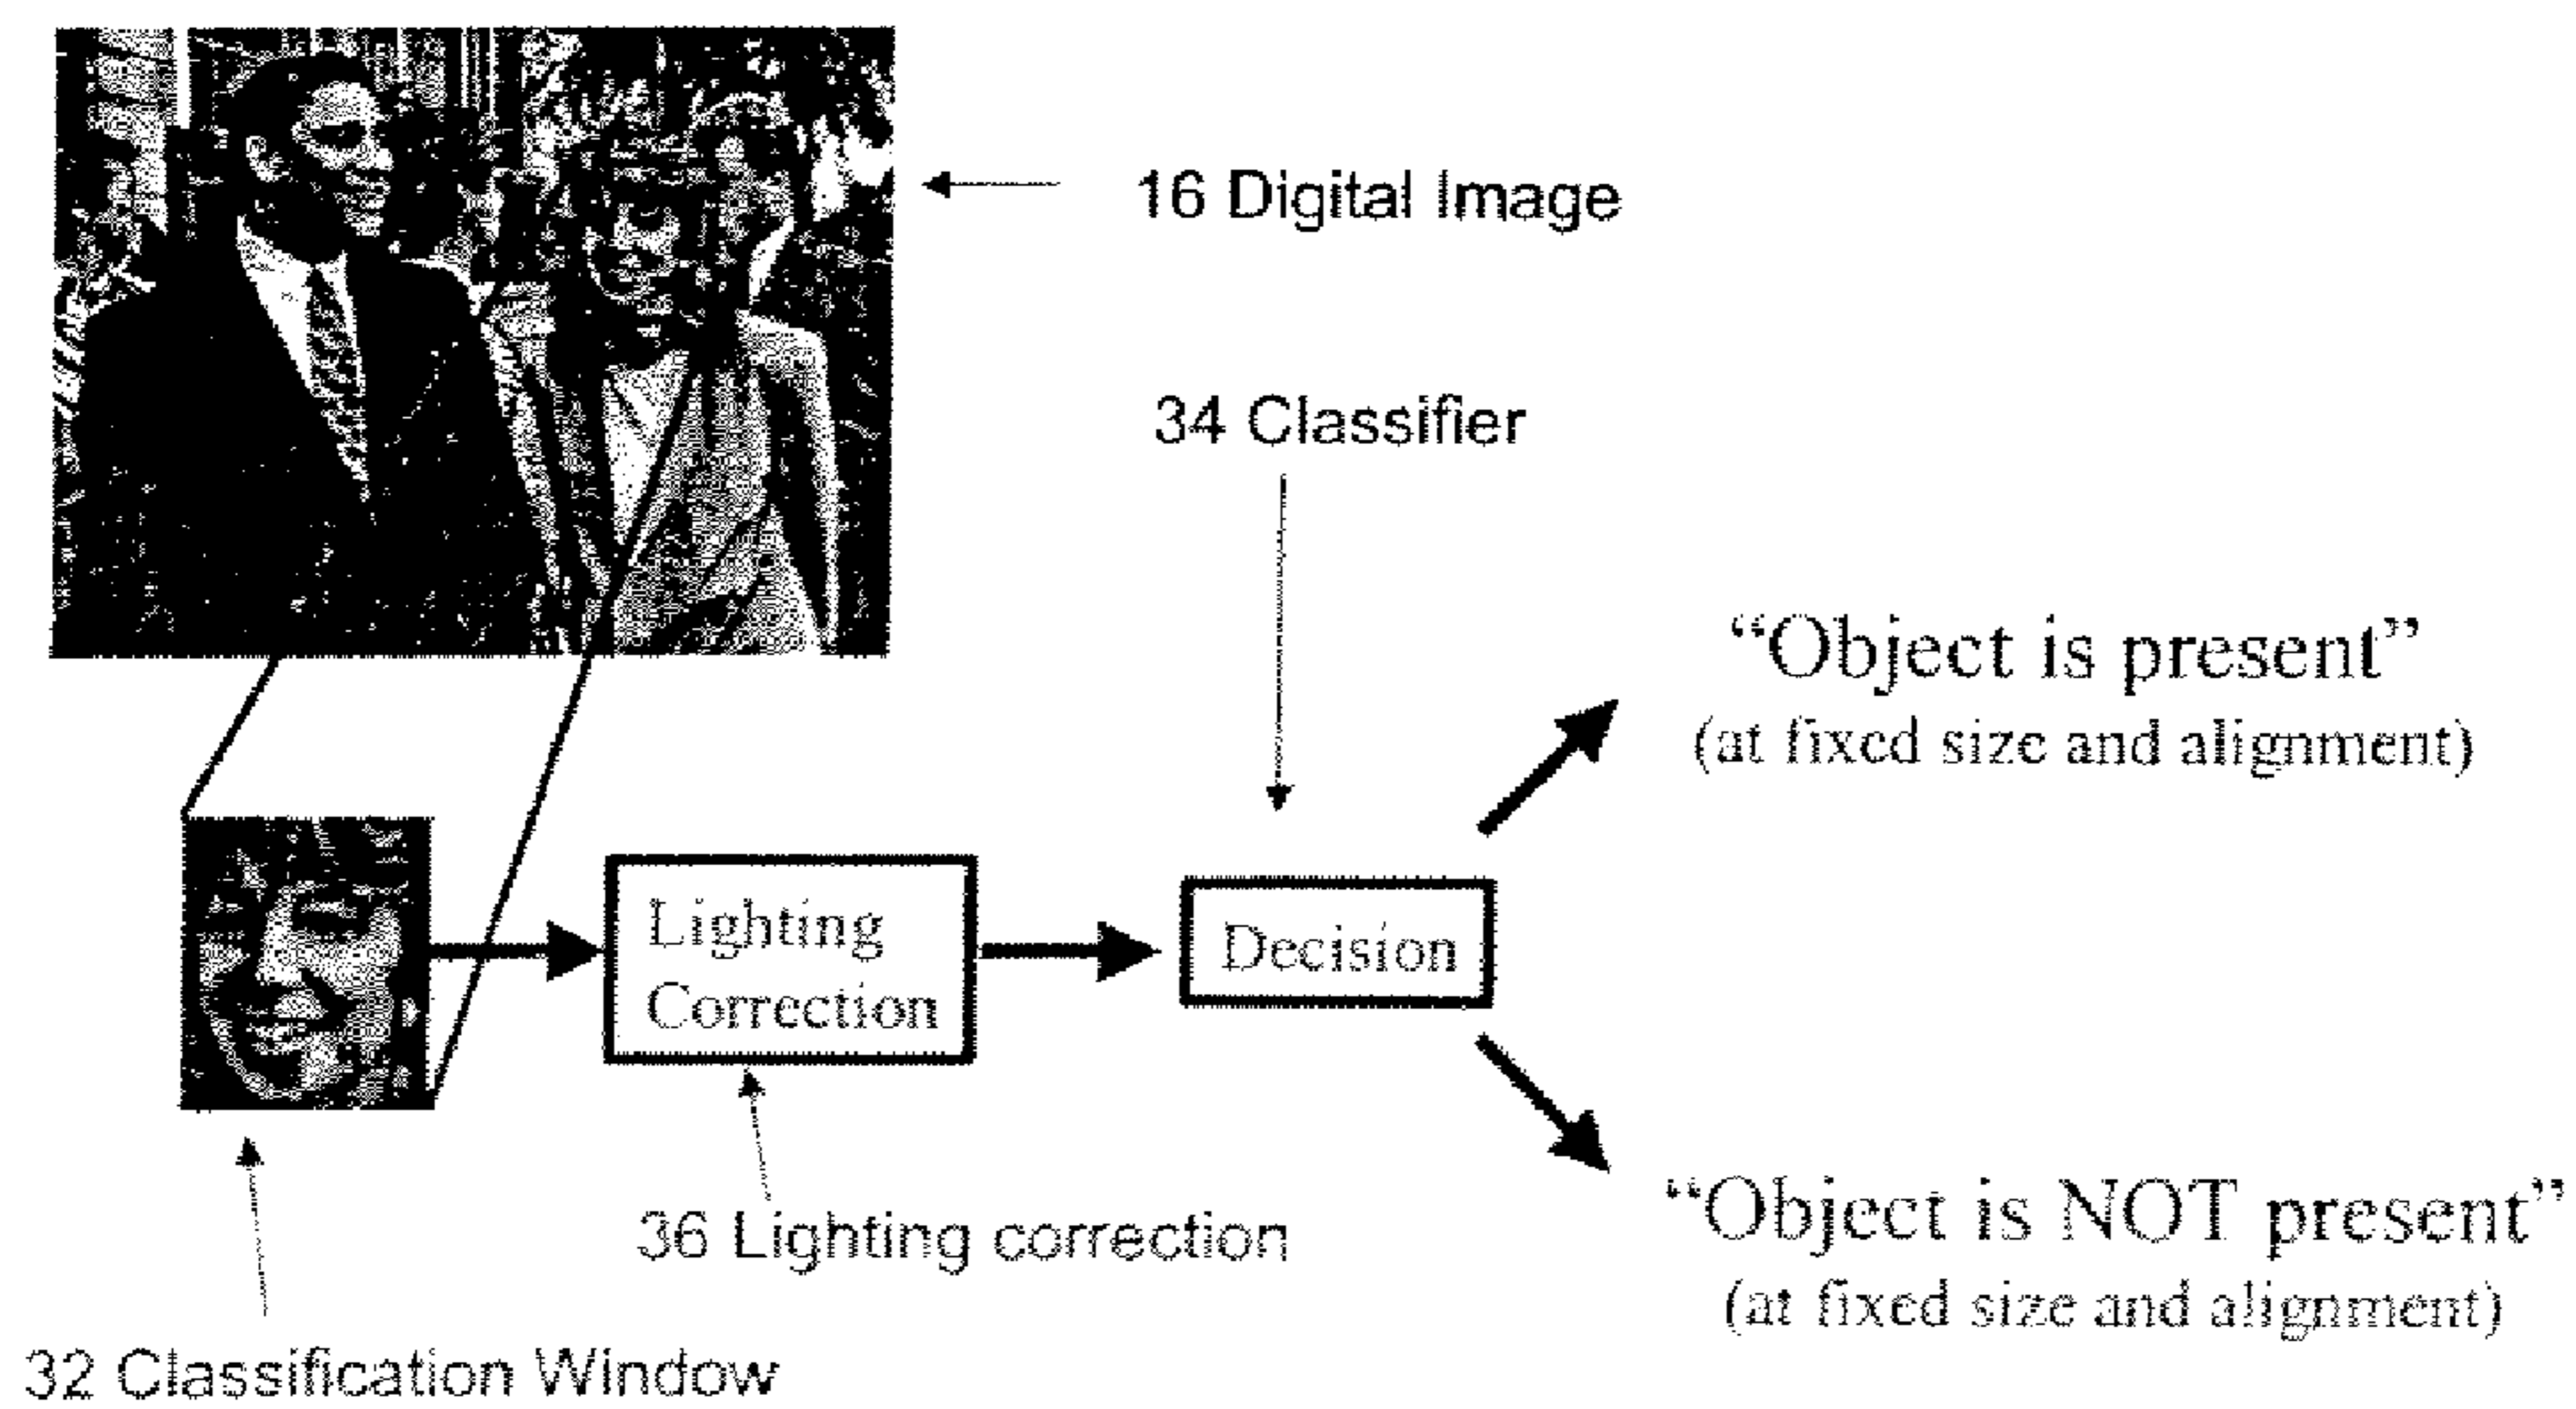 16 Digital Image
34 Classifier
“Object is present”
(at fixed size and alignment)
Lighting
Correction
Decision
36 Lighting correction
“Object is NOT present”
(at fixed size and alignment)
32 Classification Window